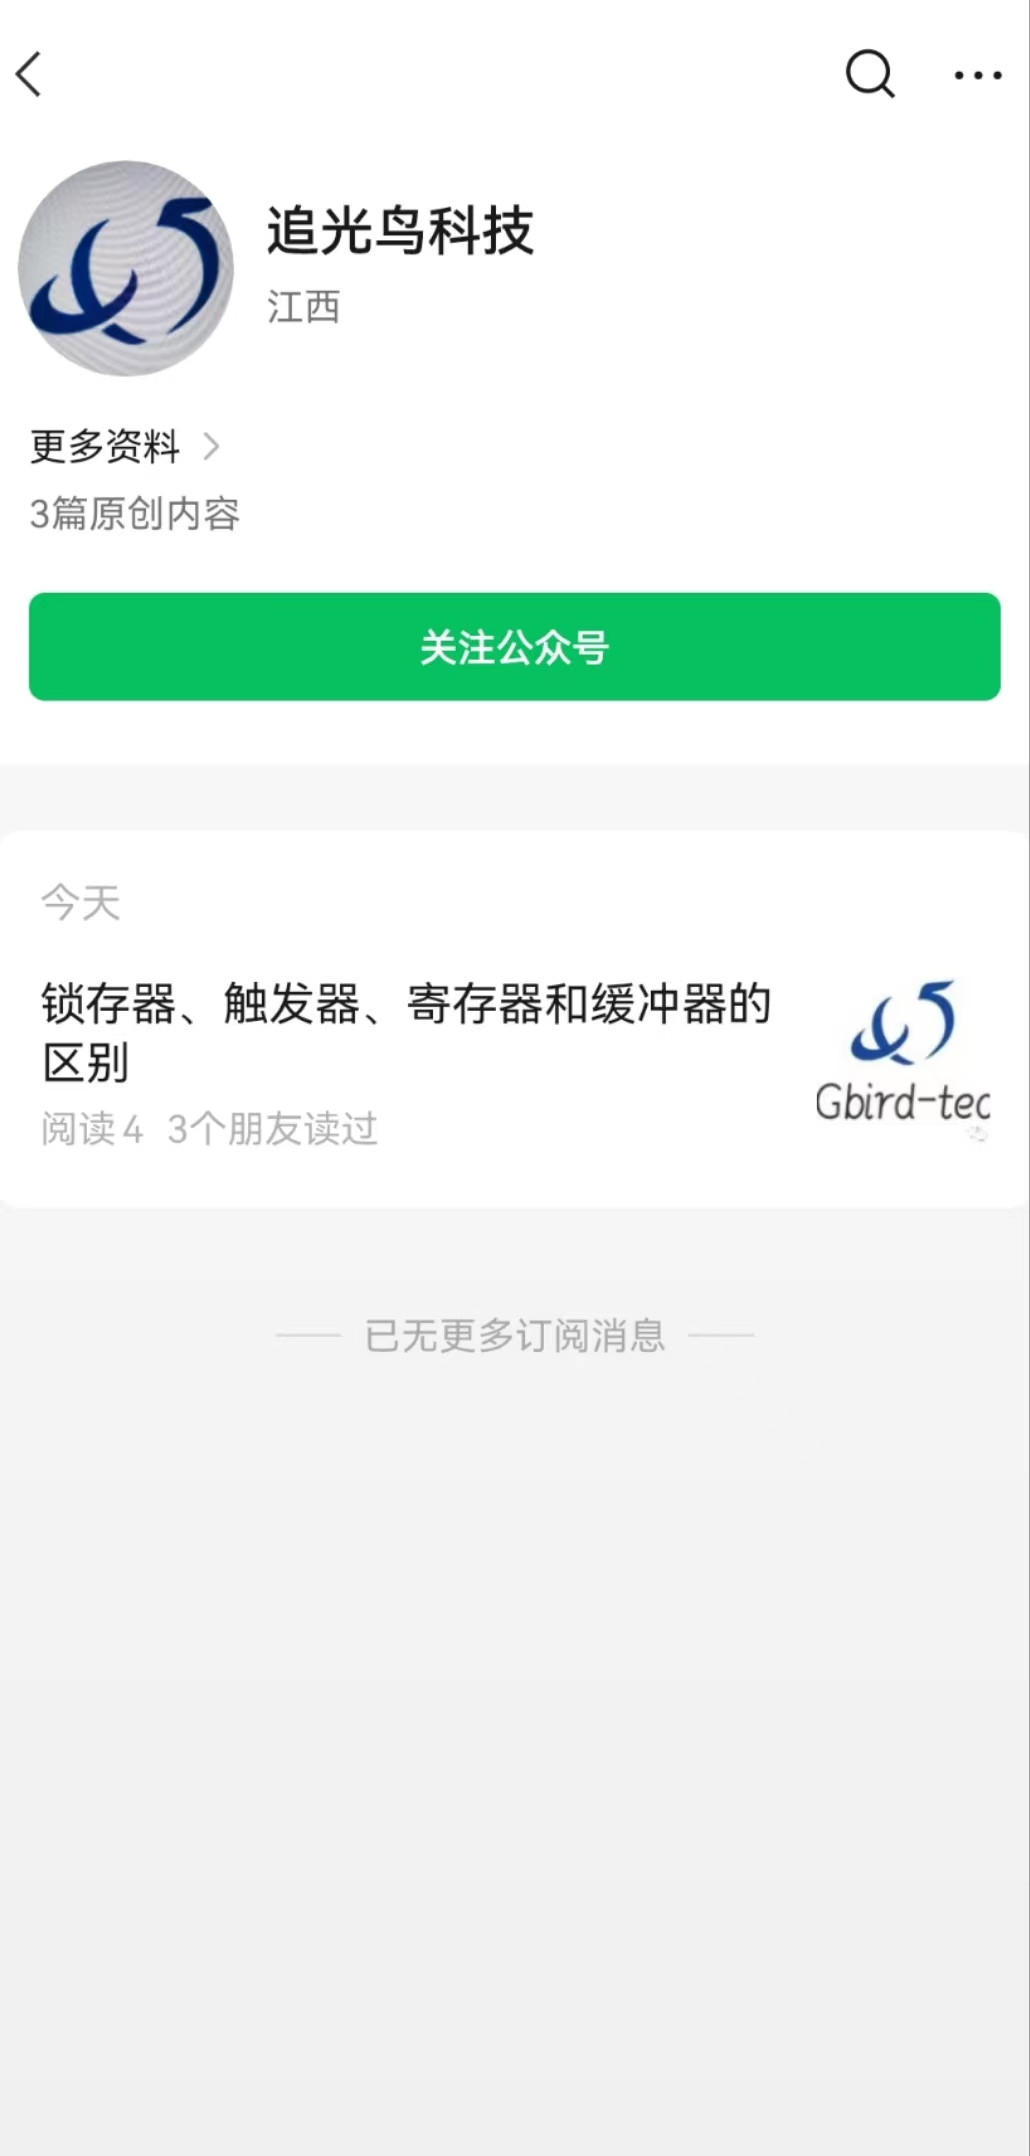 追光鸟科技
江西
更多资料
3篇原创内容
关注公众号
今天
锁存器、触发器、寄存器和缓冲器的
区别
Gbird-tec
阅读4 3个朋友读过
已无更多订阅消息